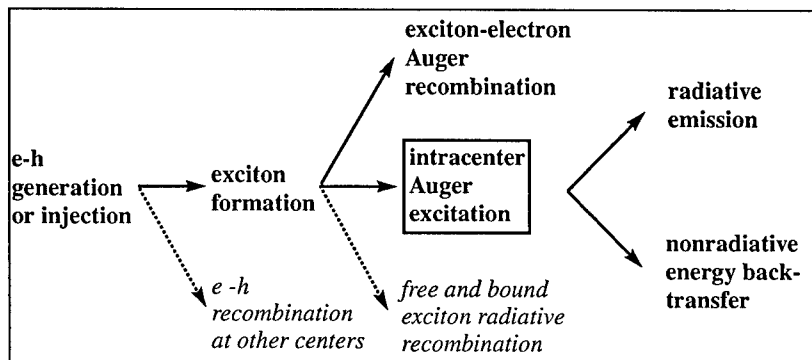 e-h
generation
or injection
exciton
formation
exciton-electron
Auger
recombination
intracenter
Auger
excitation
radiative
emission
nonradiative
energy back-
transfer
e -h
recombination
at other centers
free and bound
exciton radiative
recombination